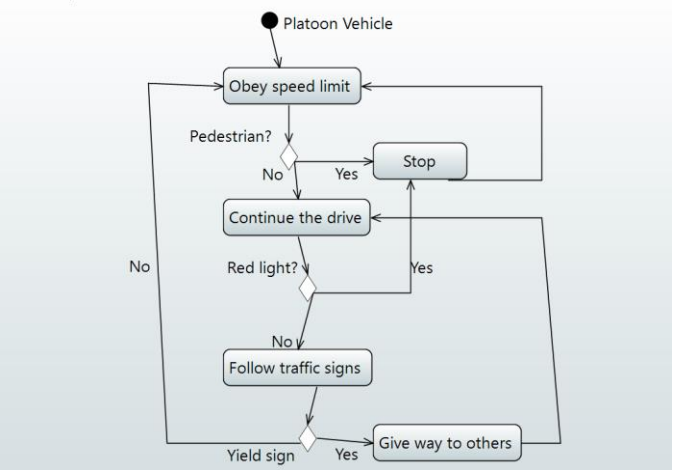 Platoon Vehicle
Obey speed limit
Pedestrian?
Stop
No
Yes
Continue the drive
No
Red light?
Yes
No
Follow traffic signs
Give way to others
Yield sign
Yes